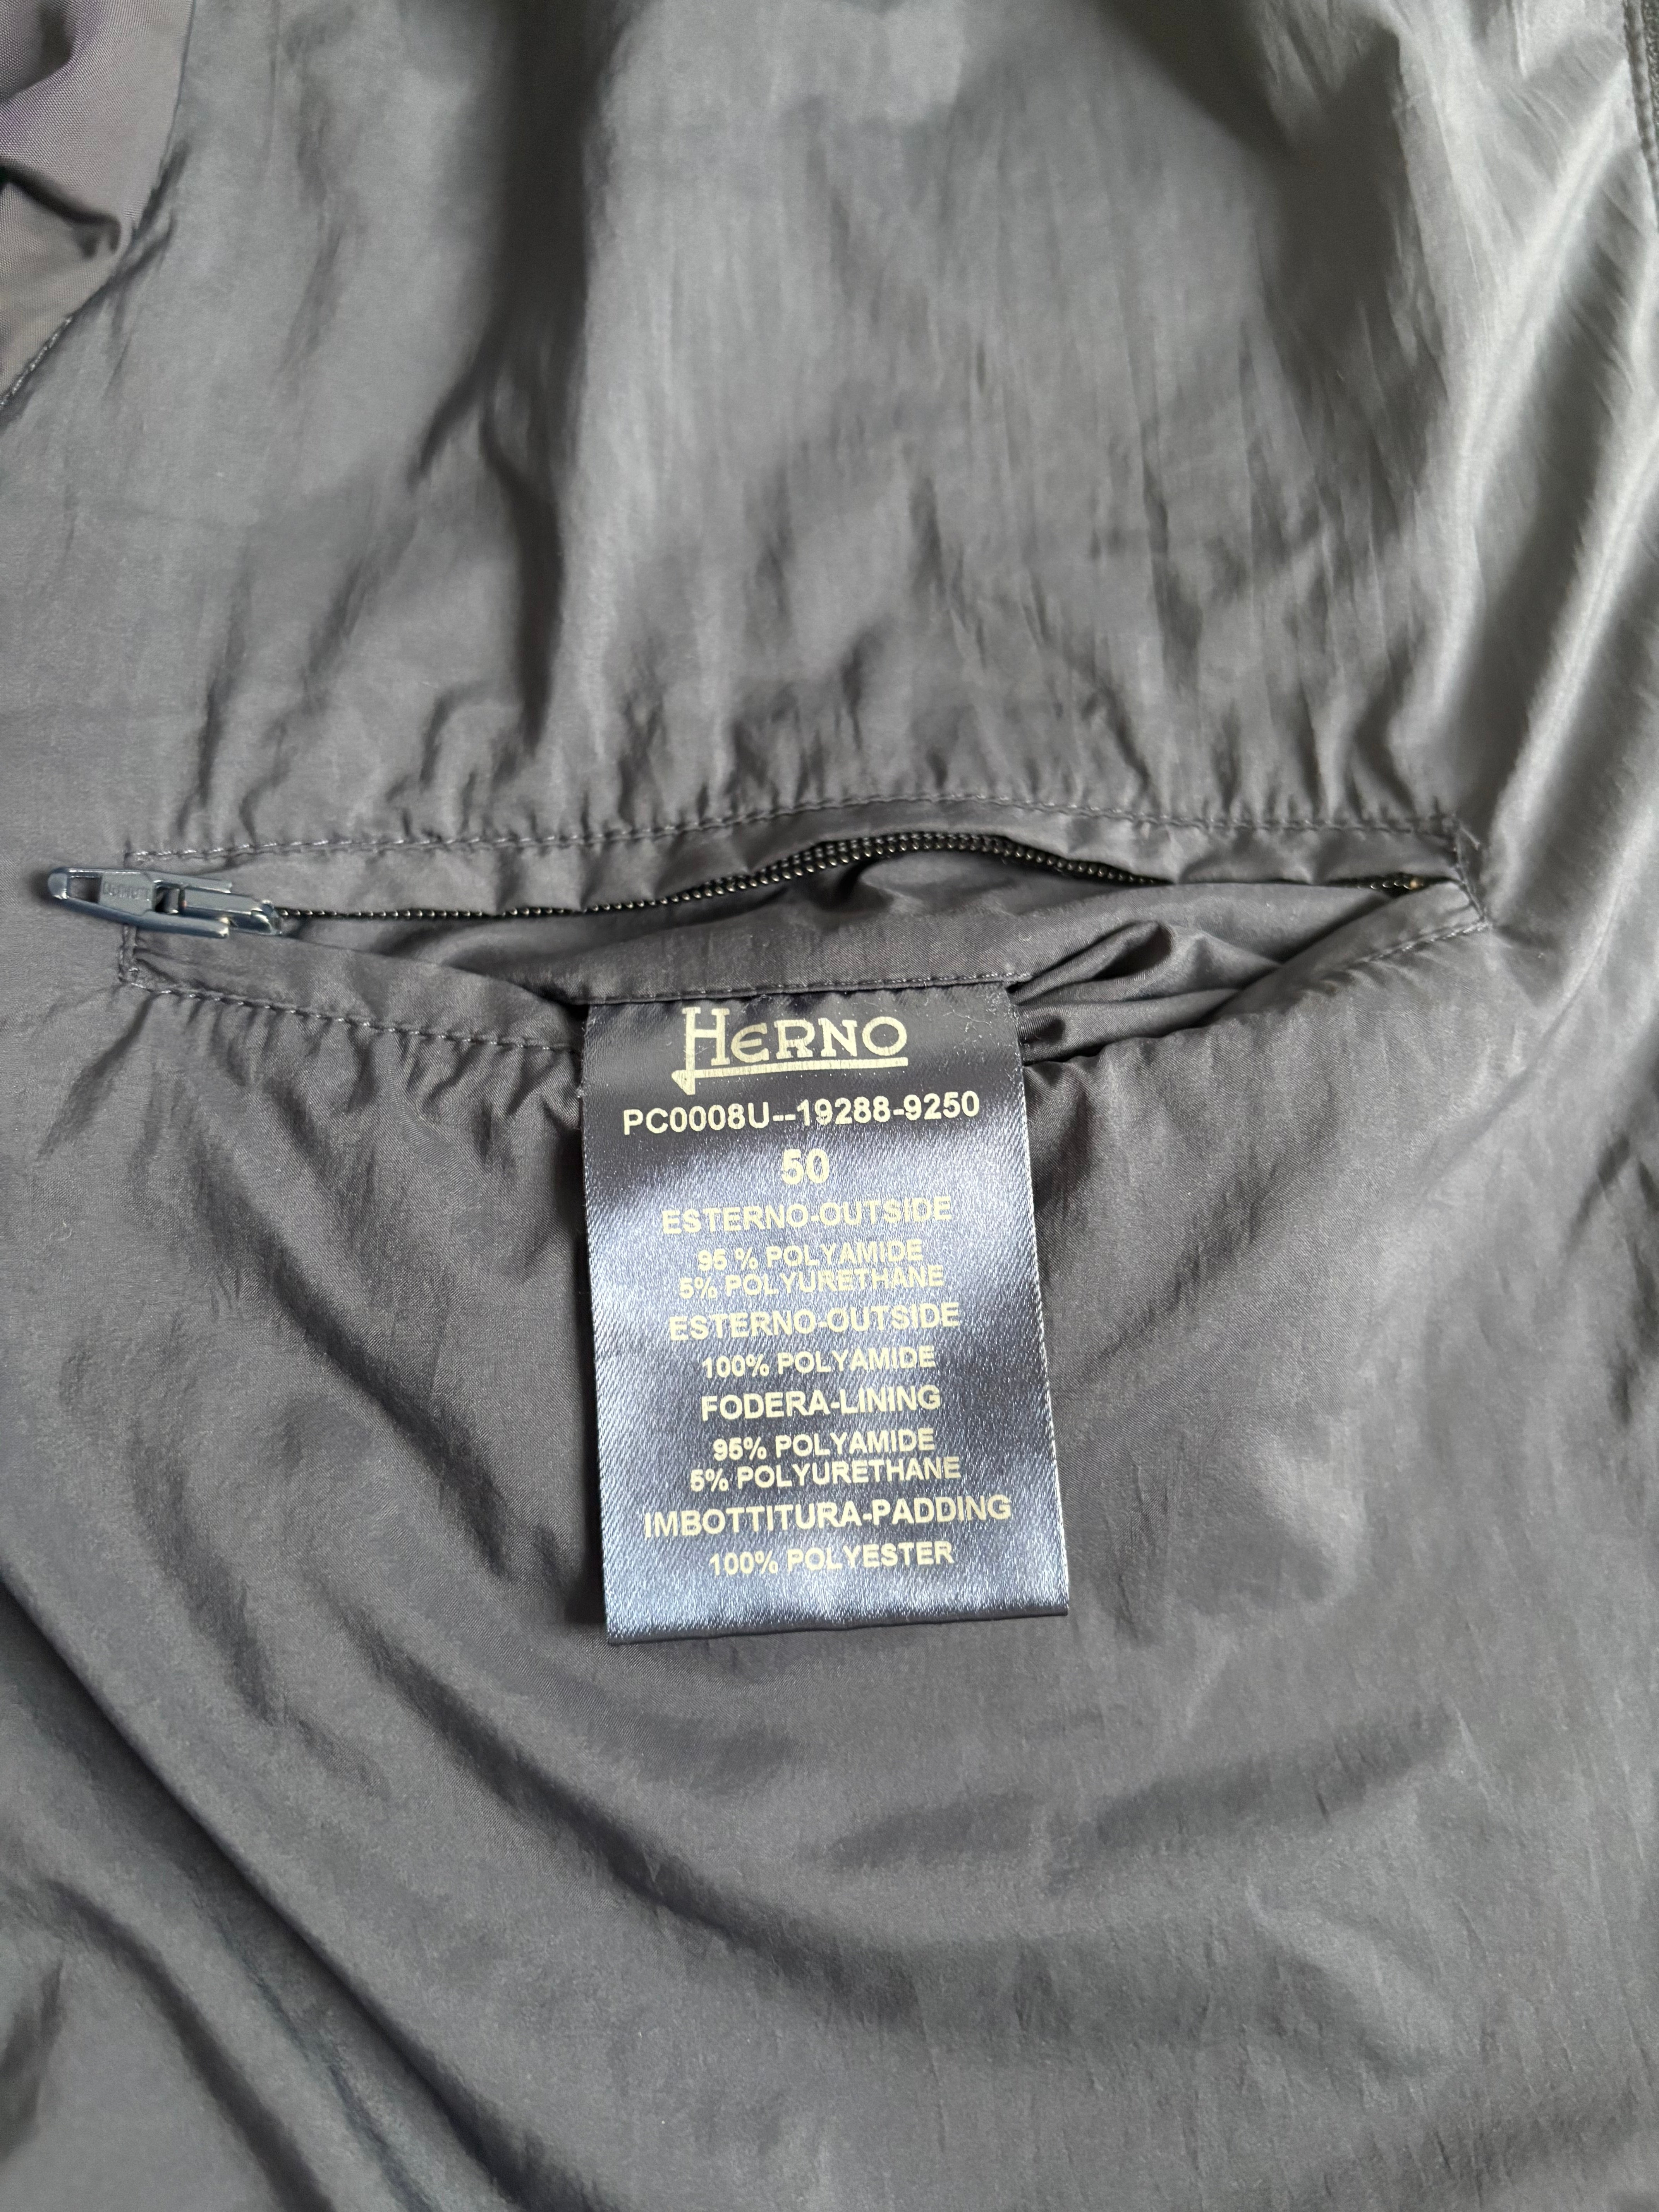 HERNO
PC0008U--19288-9250
50
ESTERNO-OUTSIDE
95 % POLYAMIDE
5% POLYURETHANE
ESTERNO-OUTSIDE
100% POLYAMIDE
FODERA-LINING
95% POLYAMIDE
5% POLYURETHANE
IMBOTTITURA-PADDING
100% POLYESTER